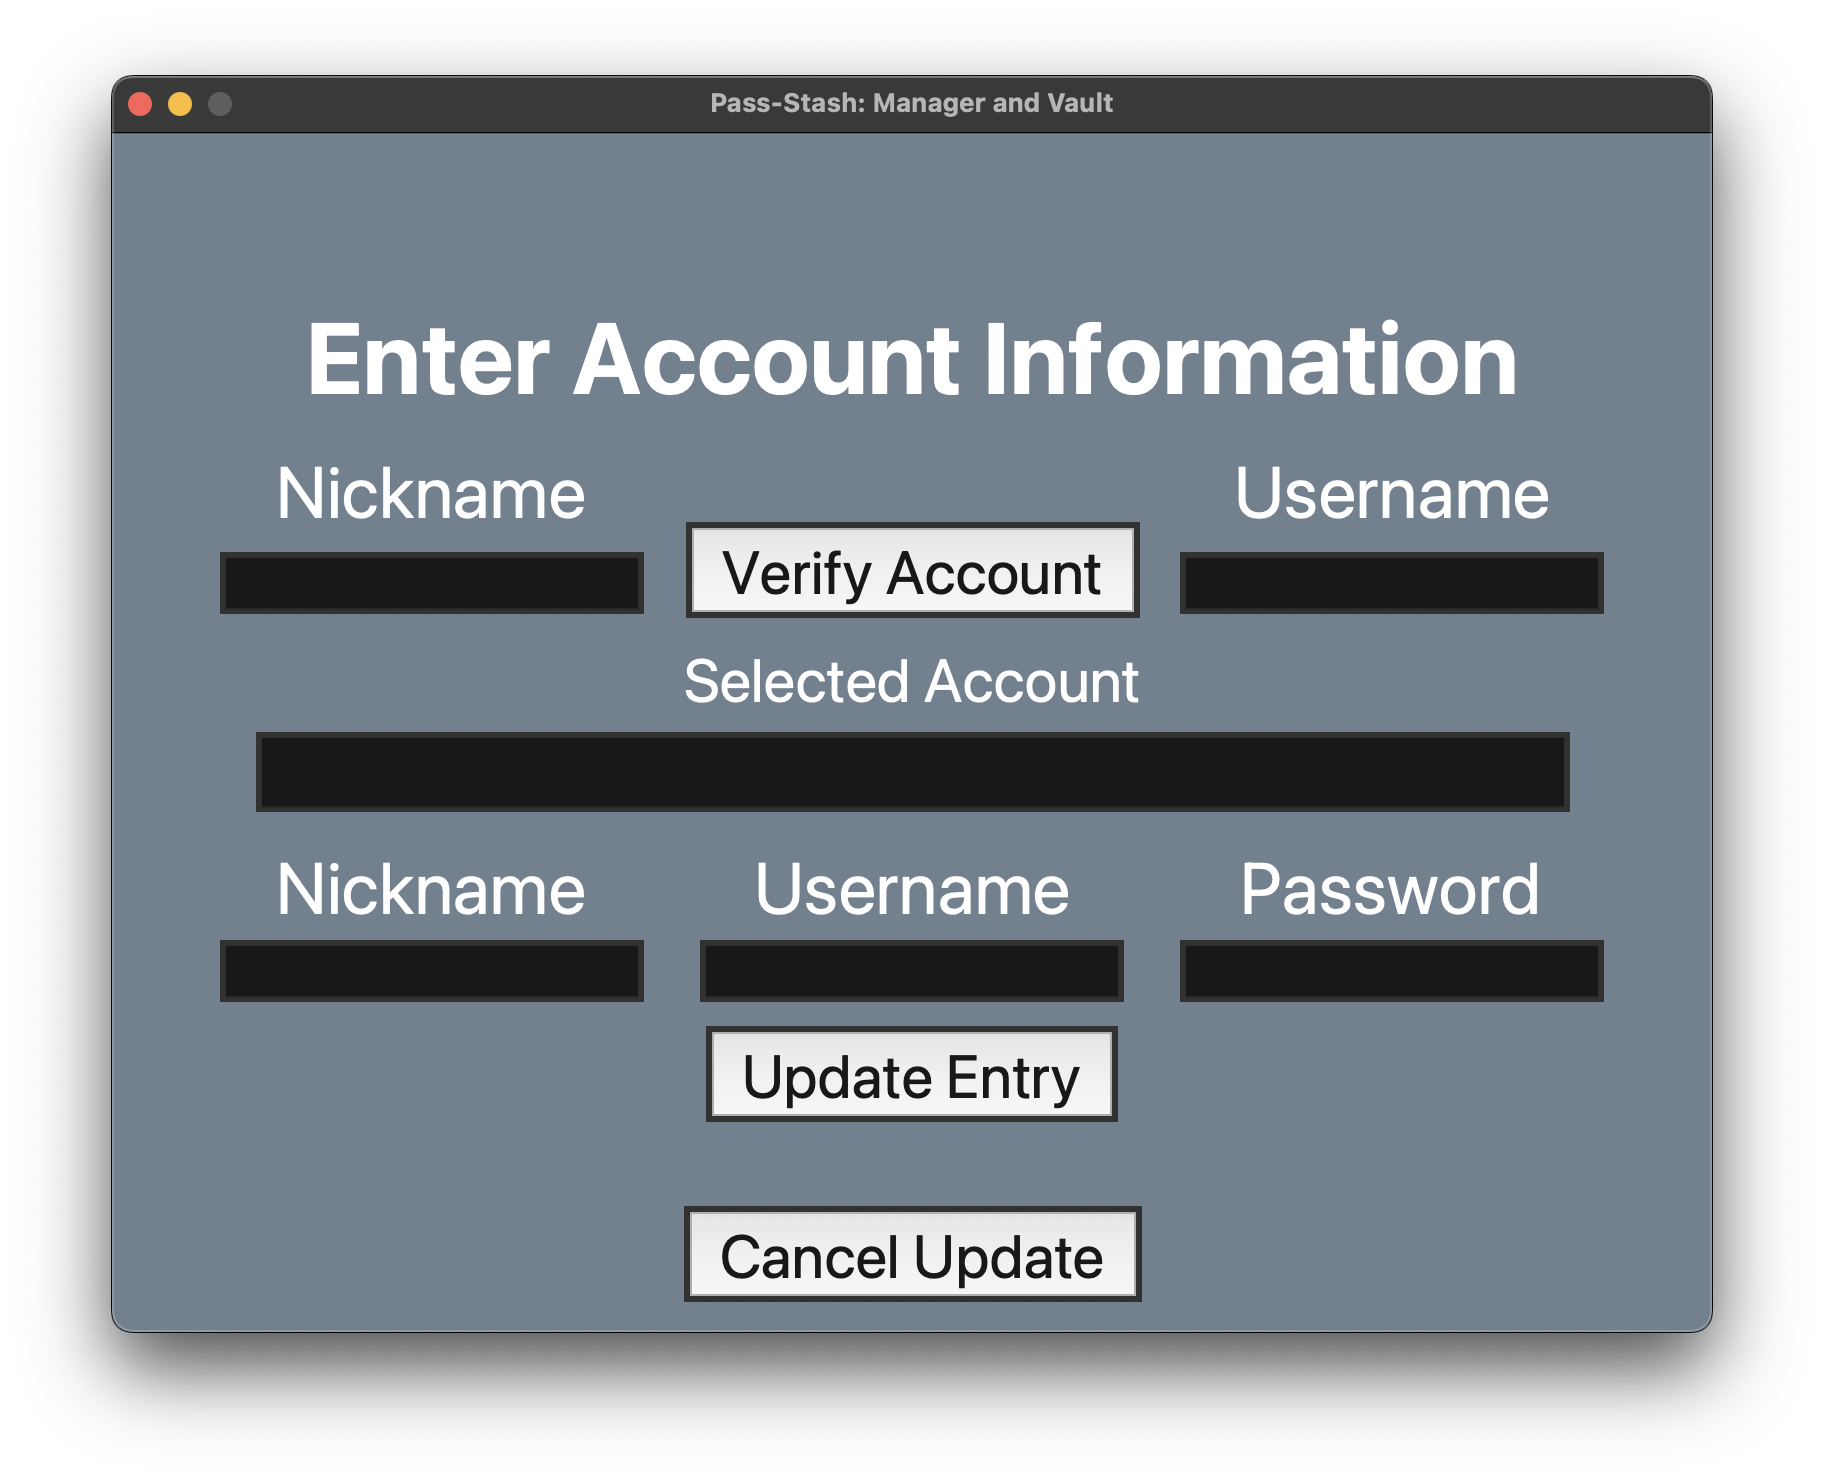 Pass-Stash: Manager and Vault
Enter Account Information
Nickname
Username
Verify Account
Selected Account
Nickname
Username
Password
Update Entry
Cancel Update